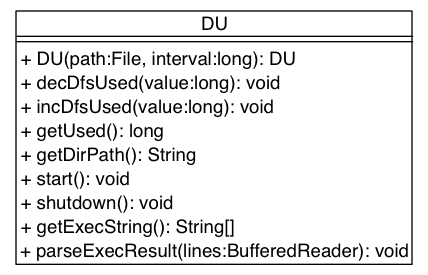 DU
+ DU(path:File, interval:long): DU
+ decDfsUsed(value:long): void
+ incDfsUsed(value:long): void
+ getUsed(): long
+ getDirPath(): String
+ start(): void
+ shutdown(): void
+ getExecString(): String[]
+ parseExecResult(lines:BufferedReader): void